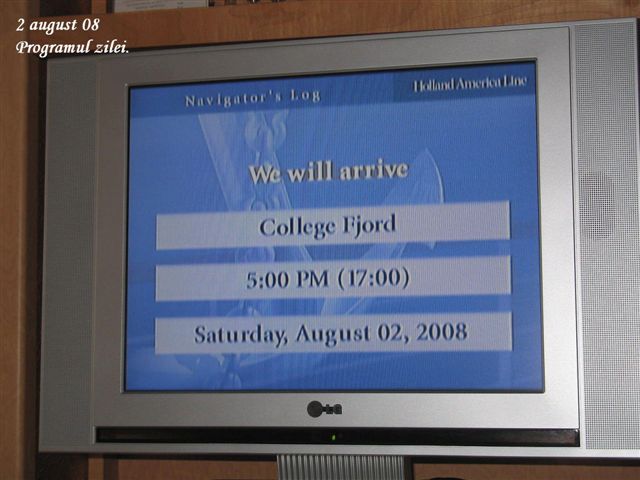 2 august 08
Programul zilei.
Navigator's Log
Holland America Line
We will arrive
College Fjord
5:00 PM (17:00)
Saturday, August 02, 2008
LG